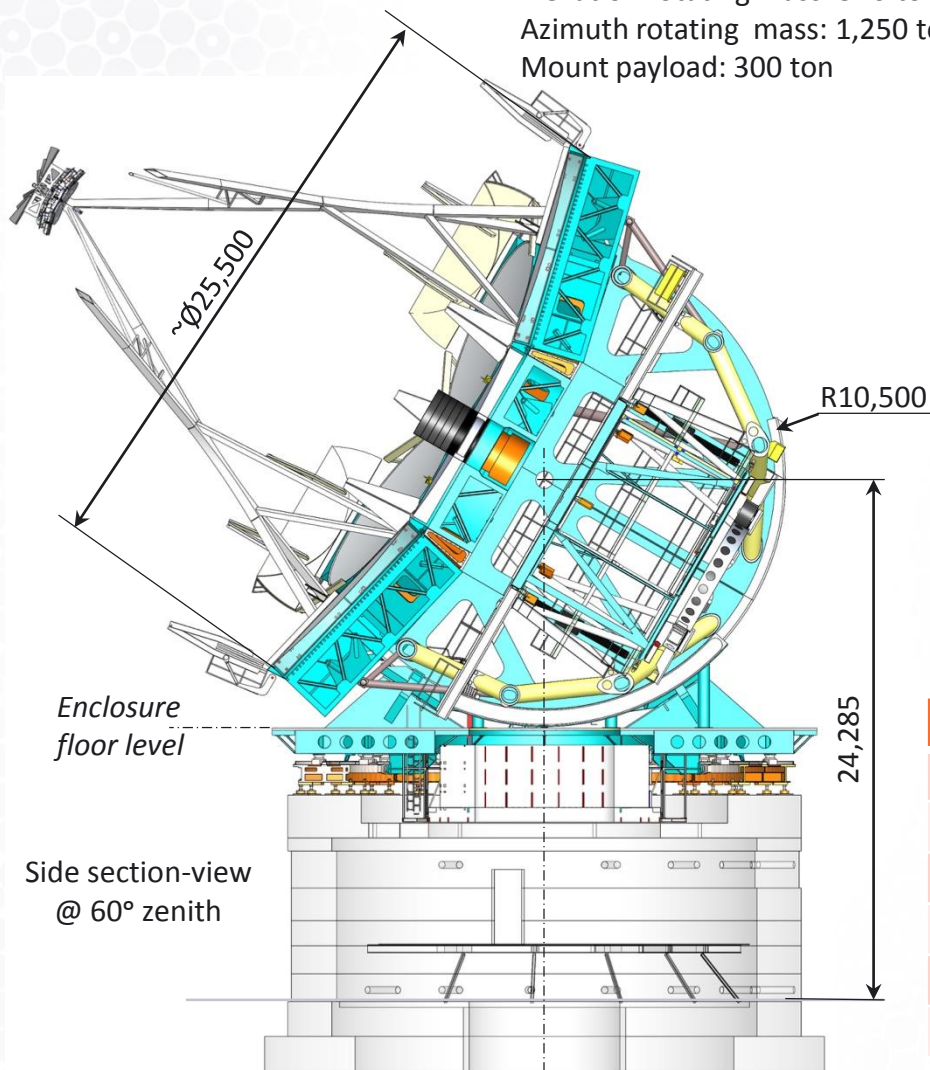 Azimuth rotating mass: 1,250
Mount payload: 300 ton
~Ø25,500
R10,500
Enclosure
floor level
24,285
Side section-view
@ 60° zenith